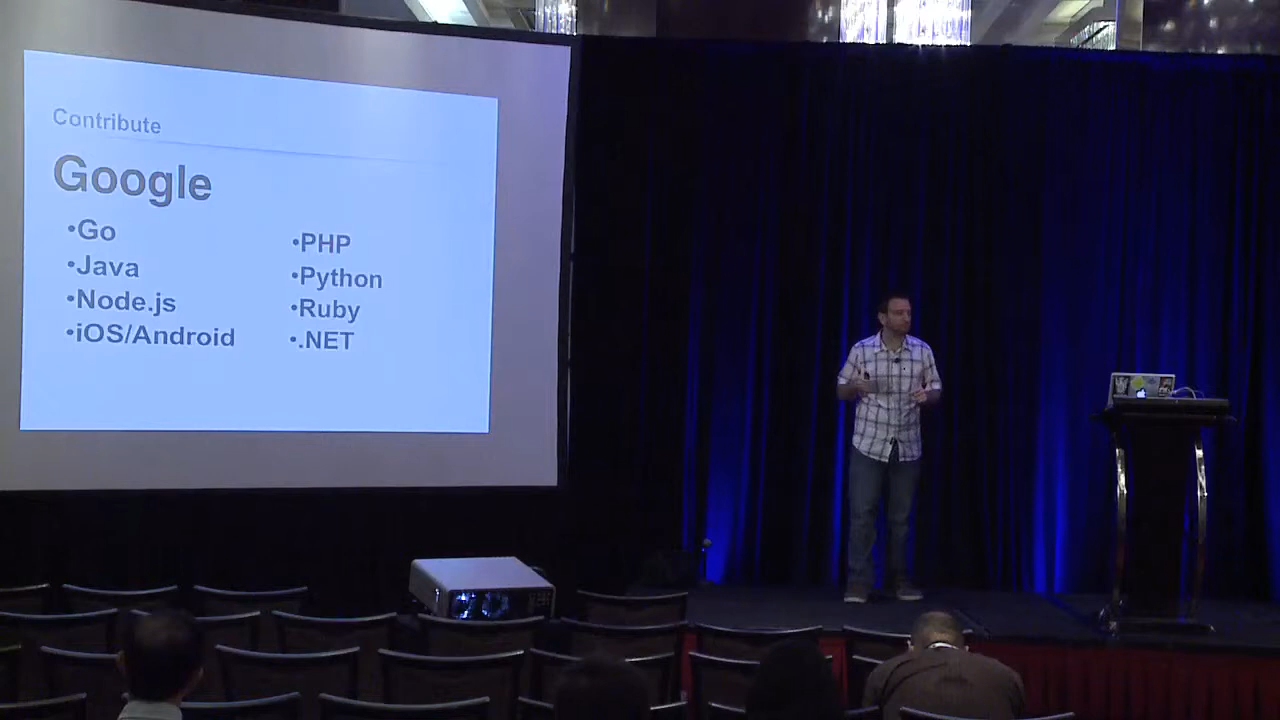 Contribute
Google
•Go
•Java
•Node.js
•iOS/Android
•PHP
•Python
•Ruby
•.NET